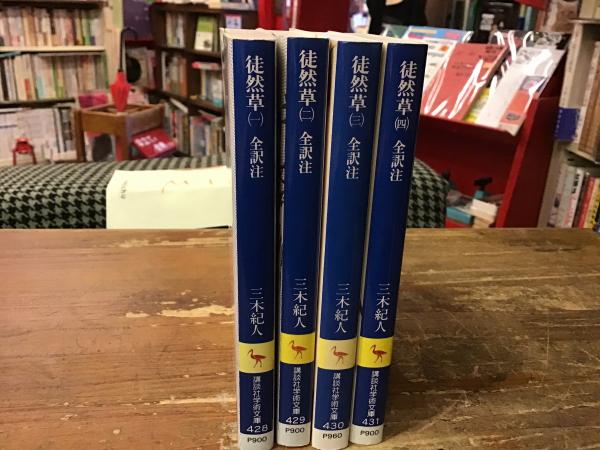 徒然草(一) 全訳注
三木紀人
講談社学術文庫
428
P900
徒然草(二) 全訳注
三木紀人
講談社学術文庫
429
P900
徒然草(三) 全訳注
三木紀人
講談社学術文庫
430
P960
徒然草(四) 全訳注
三木紀人
講談社学術文庫
431
P900